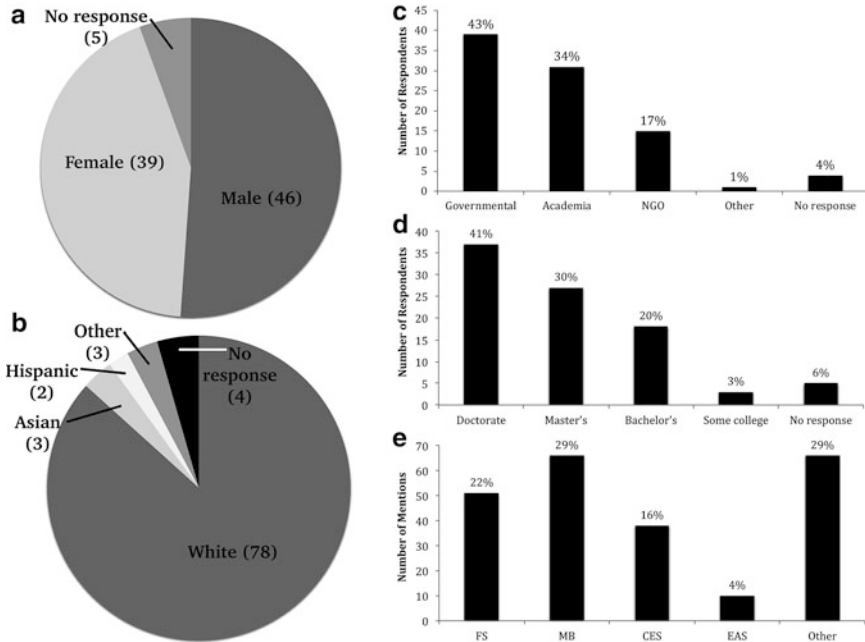 a
No response
(5)
Female (39)
Male (46)
b
Other
(3)
Hispanic
(2)
Asian
(3)
No
response
(4)
White (78)
c
Number of Respondents
45
40
35
30
25
20
15
10
5
0
43%
34%
17%
1%
4%
Governmental Academia NGO Other No response
d
Number of Respondents
40
35
30
25
20
15
10
5
0
41%
30%
20%
3%
6%
Doctorate Master's Bachelor's Some college No response
e
Number of Mentions
70
60
50
40
30
20
10
0
22%
29%
16%
4%
29%
FS MB CES EAS Other